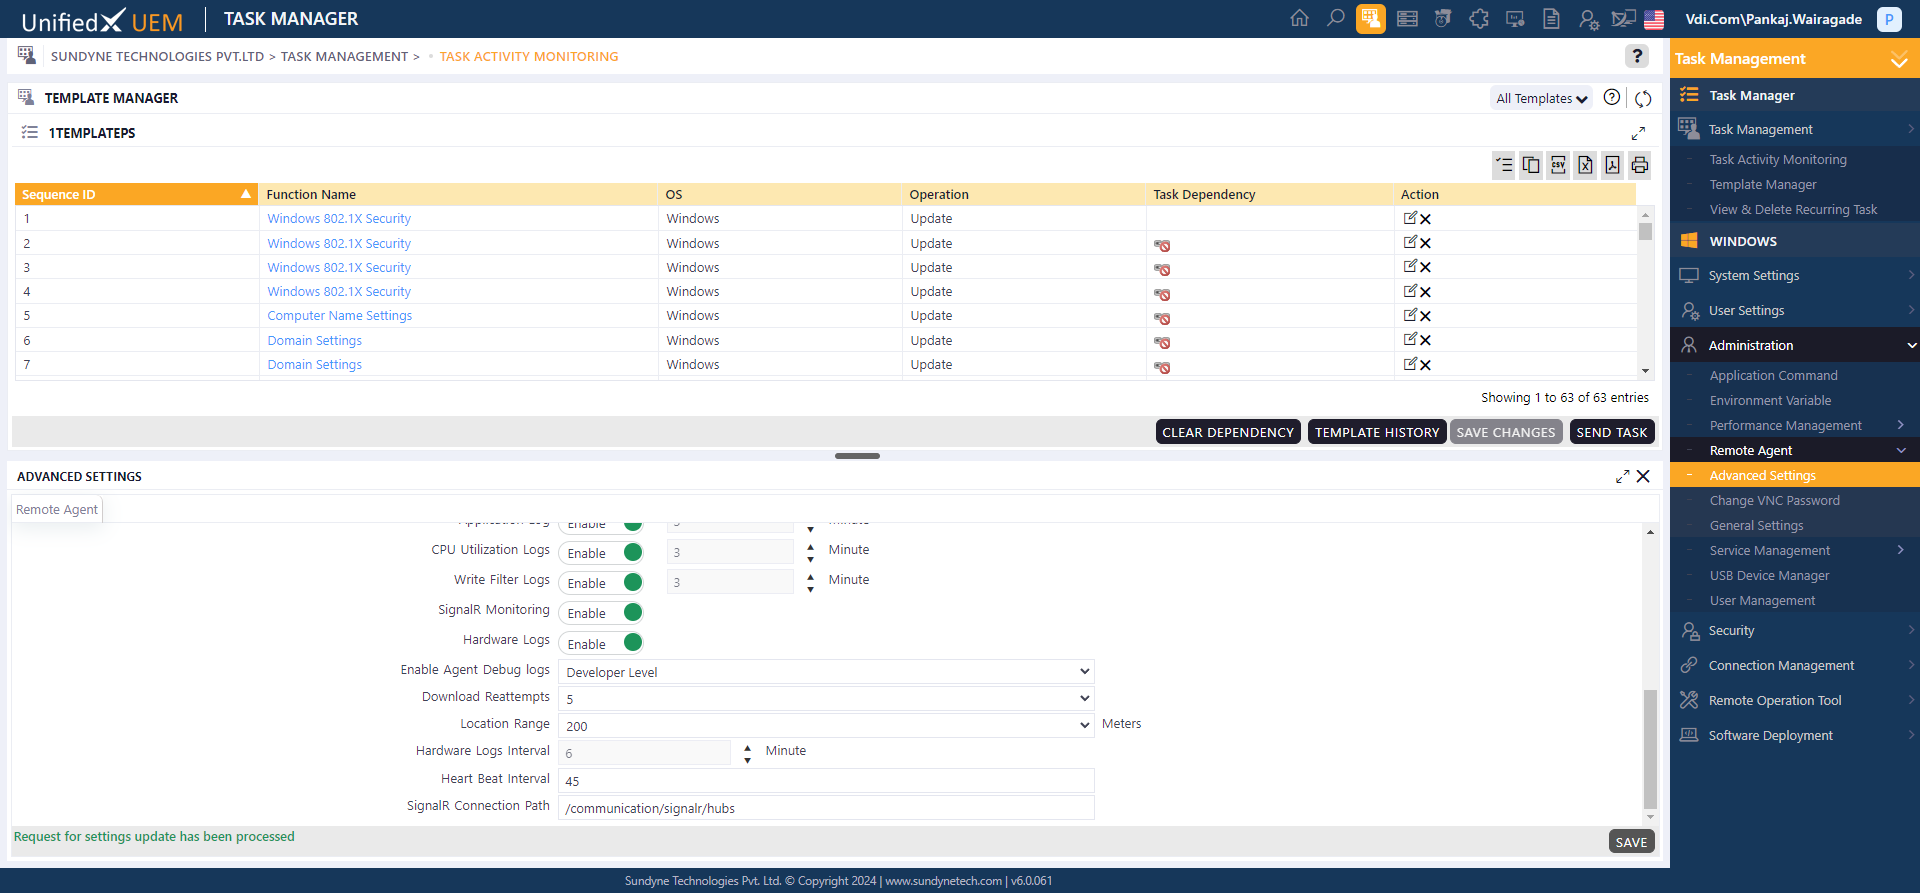 UnifiedX UEM
TASK MANAGER
Vdi.Com\Pankaj.Wairagade
P
SUNDYNE TECHNOLOGIES PVT.LTD > TASK MANAGEMENT > • TASK ACTIVITY MONITORING
?
TEMPLATE MANAGER
All Templates
1TEMPLATEPS
CSV
Sequence ID Function Name OS Operation Task Dependency Action
1 Windows 802.1X Security Windows Update
2 Windows 802.1X Security Windows Update
3 Windows 802.1X Security Windows Update
4 Windows 802.1X Security Windows Update
5 Computer Name Settings Windows Update
6 Domain Settings Windows Update
7 Domain Settings Windows Update
Showing 1 to 63 of 63 entries
CLEAR DEPENDENCY TEMPLATE HISTORY SAVE CHANGES SEND TASK
ADVANCED SETTINGS
Remote Agent
Application Log Enable Minute
CPU Utilization Logs Enable 3 Minute
Write Filter Logs Enable 3 Minute
SignalR Monitoring Enable
Hardware Logs Enable
Enable Agent Debug logs Developer Level
Download Reattempts 5
Location Range 200 Meters
Hardware Logs Interval 6 Minute
Heart Beat Interval 45
SignalR Connection Path /communication/signalr/hubs
Request for settings update has been processed
SAVE
Task Management
Task Manager
Task Management
Task Activity Monitoring
Template Manager
View & Delete Recurring Task
WINDOWS
System Settings
User Settings
Administration
Application Command
Environment Variable
Performance Management
Remote Agent
Advanced Settings
Change VNC Password
General Settings
Service Management
USB Device Manager
User Management
Security
Connection Management
Remote Operation Tool
Software Deployment
Sundyne Technologies Pvt. Ltd. © Copyright 2024 | www.sundynetech.com | v6.0.061